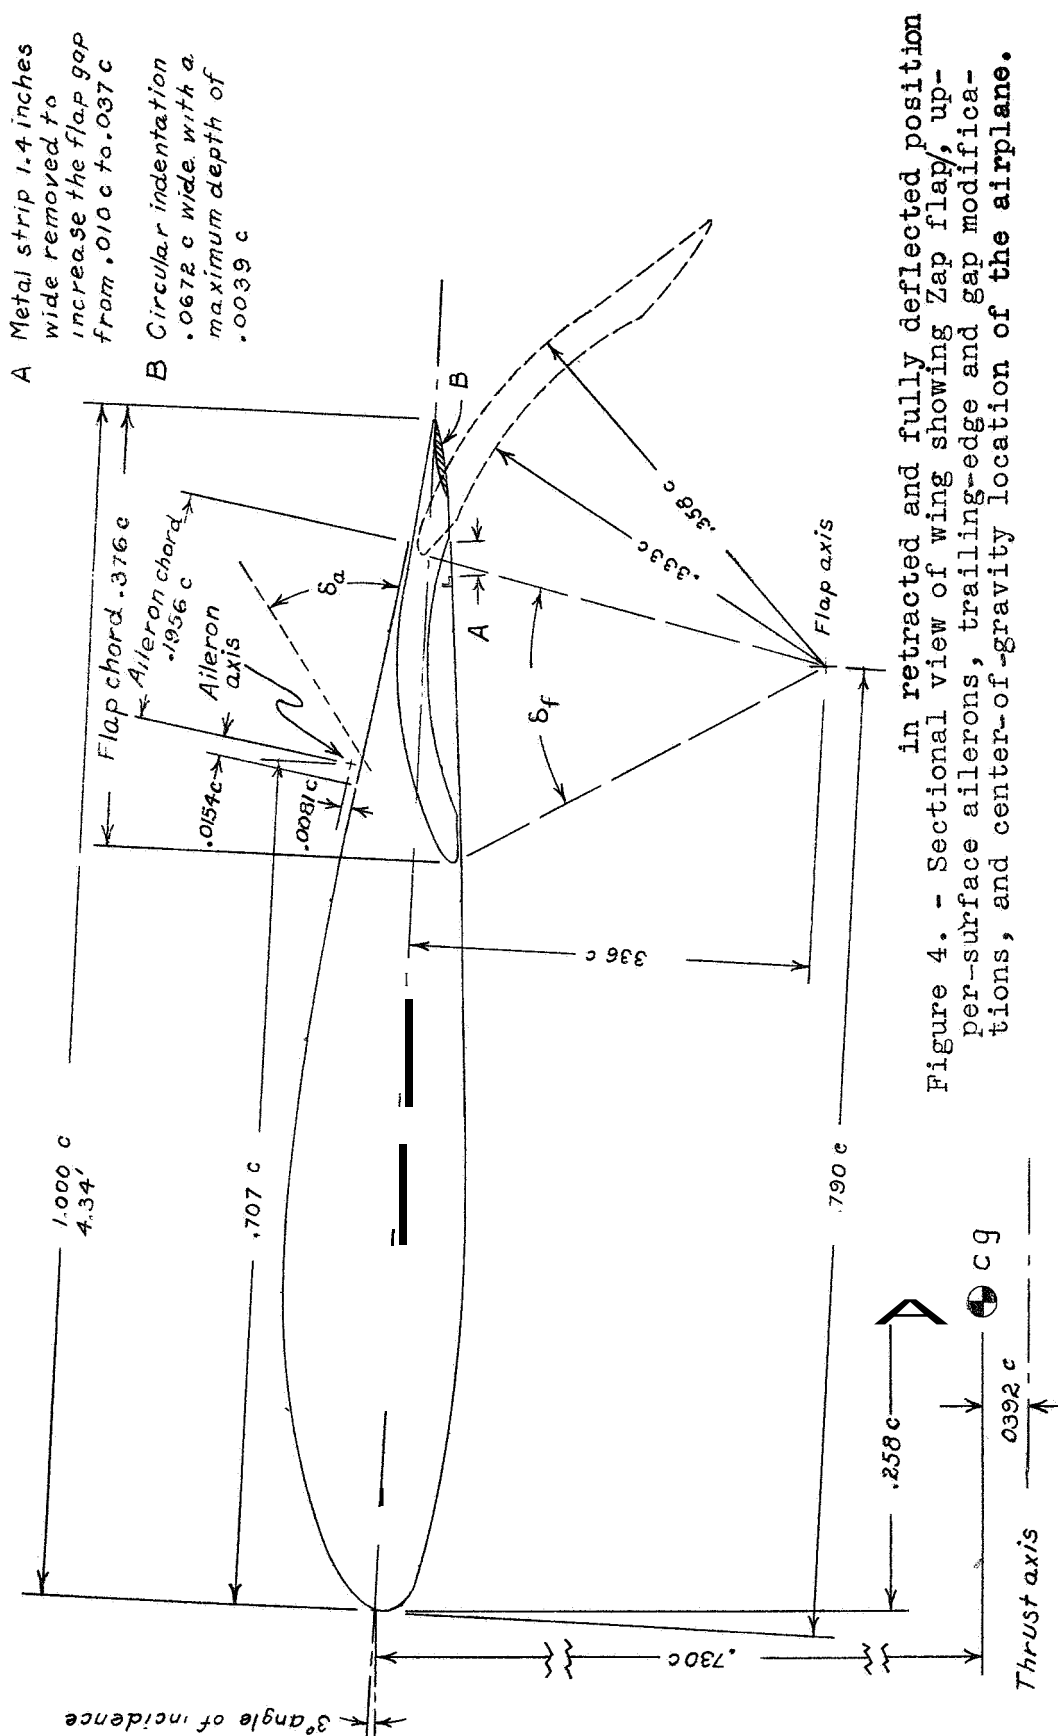 A Metal strip 1.4 inches
wide removed to
increase the flap gap
from .010 c to .037 c
B Circular indentation
.0672 c wide with a
maximum depth of
.0039 c
1.000 c
4.34'
Flap chord .376 c
Aileron chord
.1956 c
Aileron
axis
.0154c
.707 c
.0081c
δa
B
A
δf
.358 c
.333 c
336 c
Flap axis
3° angle of incidence
.730 c
.790 c
.258 c
c g
0392 c
Thrust axis
in retracted and fully deflected position
Figure 4. - Sectional view of wing showing Zap flap/, up-
per-surface ailerons, trailing-edge and gap modifica-
tions, and center-of-gravity location of the airplane.